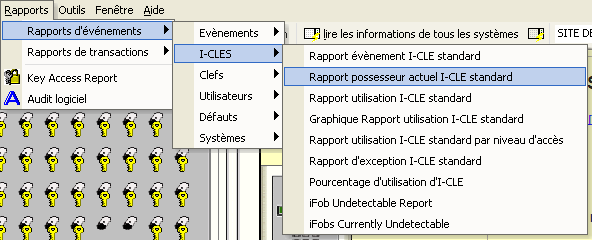 Rapports Outils Fenêtre Aide
Rapports d'événements
Rapports de transactions
Key Access Report
Audit logiciel
Evènements
I-CLES
Clefs
Utilisateurs
Défauts
Systèmes
lire les informations de tous les systèmes SITE DE
Rapport évènement I-CLE standard
Rapport possesseur actuel I-CLE standard
Rapport utilisation I-CLE standard
Graphique Rapport utilisation I-CLE standard
Rapport utilisation I-CLE standard par niveau d'accès
Rapport d'exception I-CLE standard
Pourcentage d'utilisation d'I-CLE
iFob Undetectable Report
iFobs Currently Undetectable